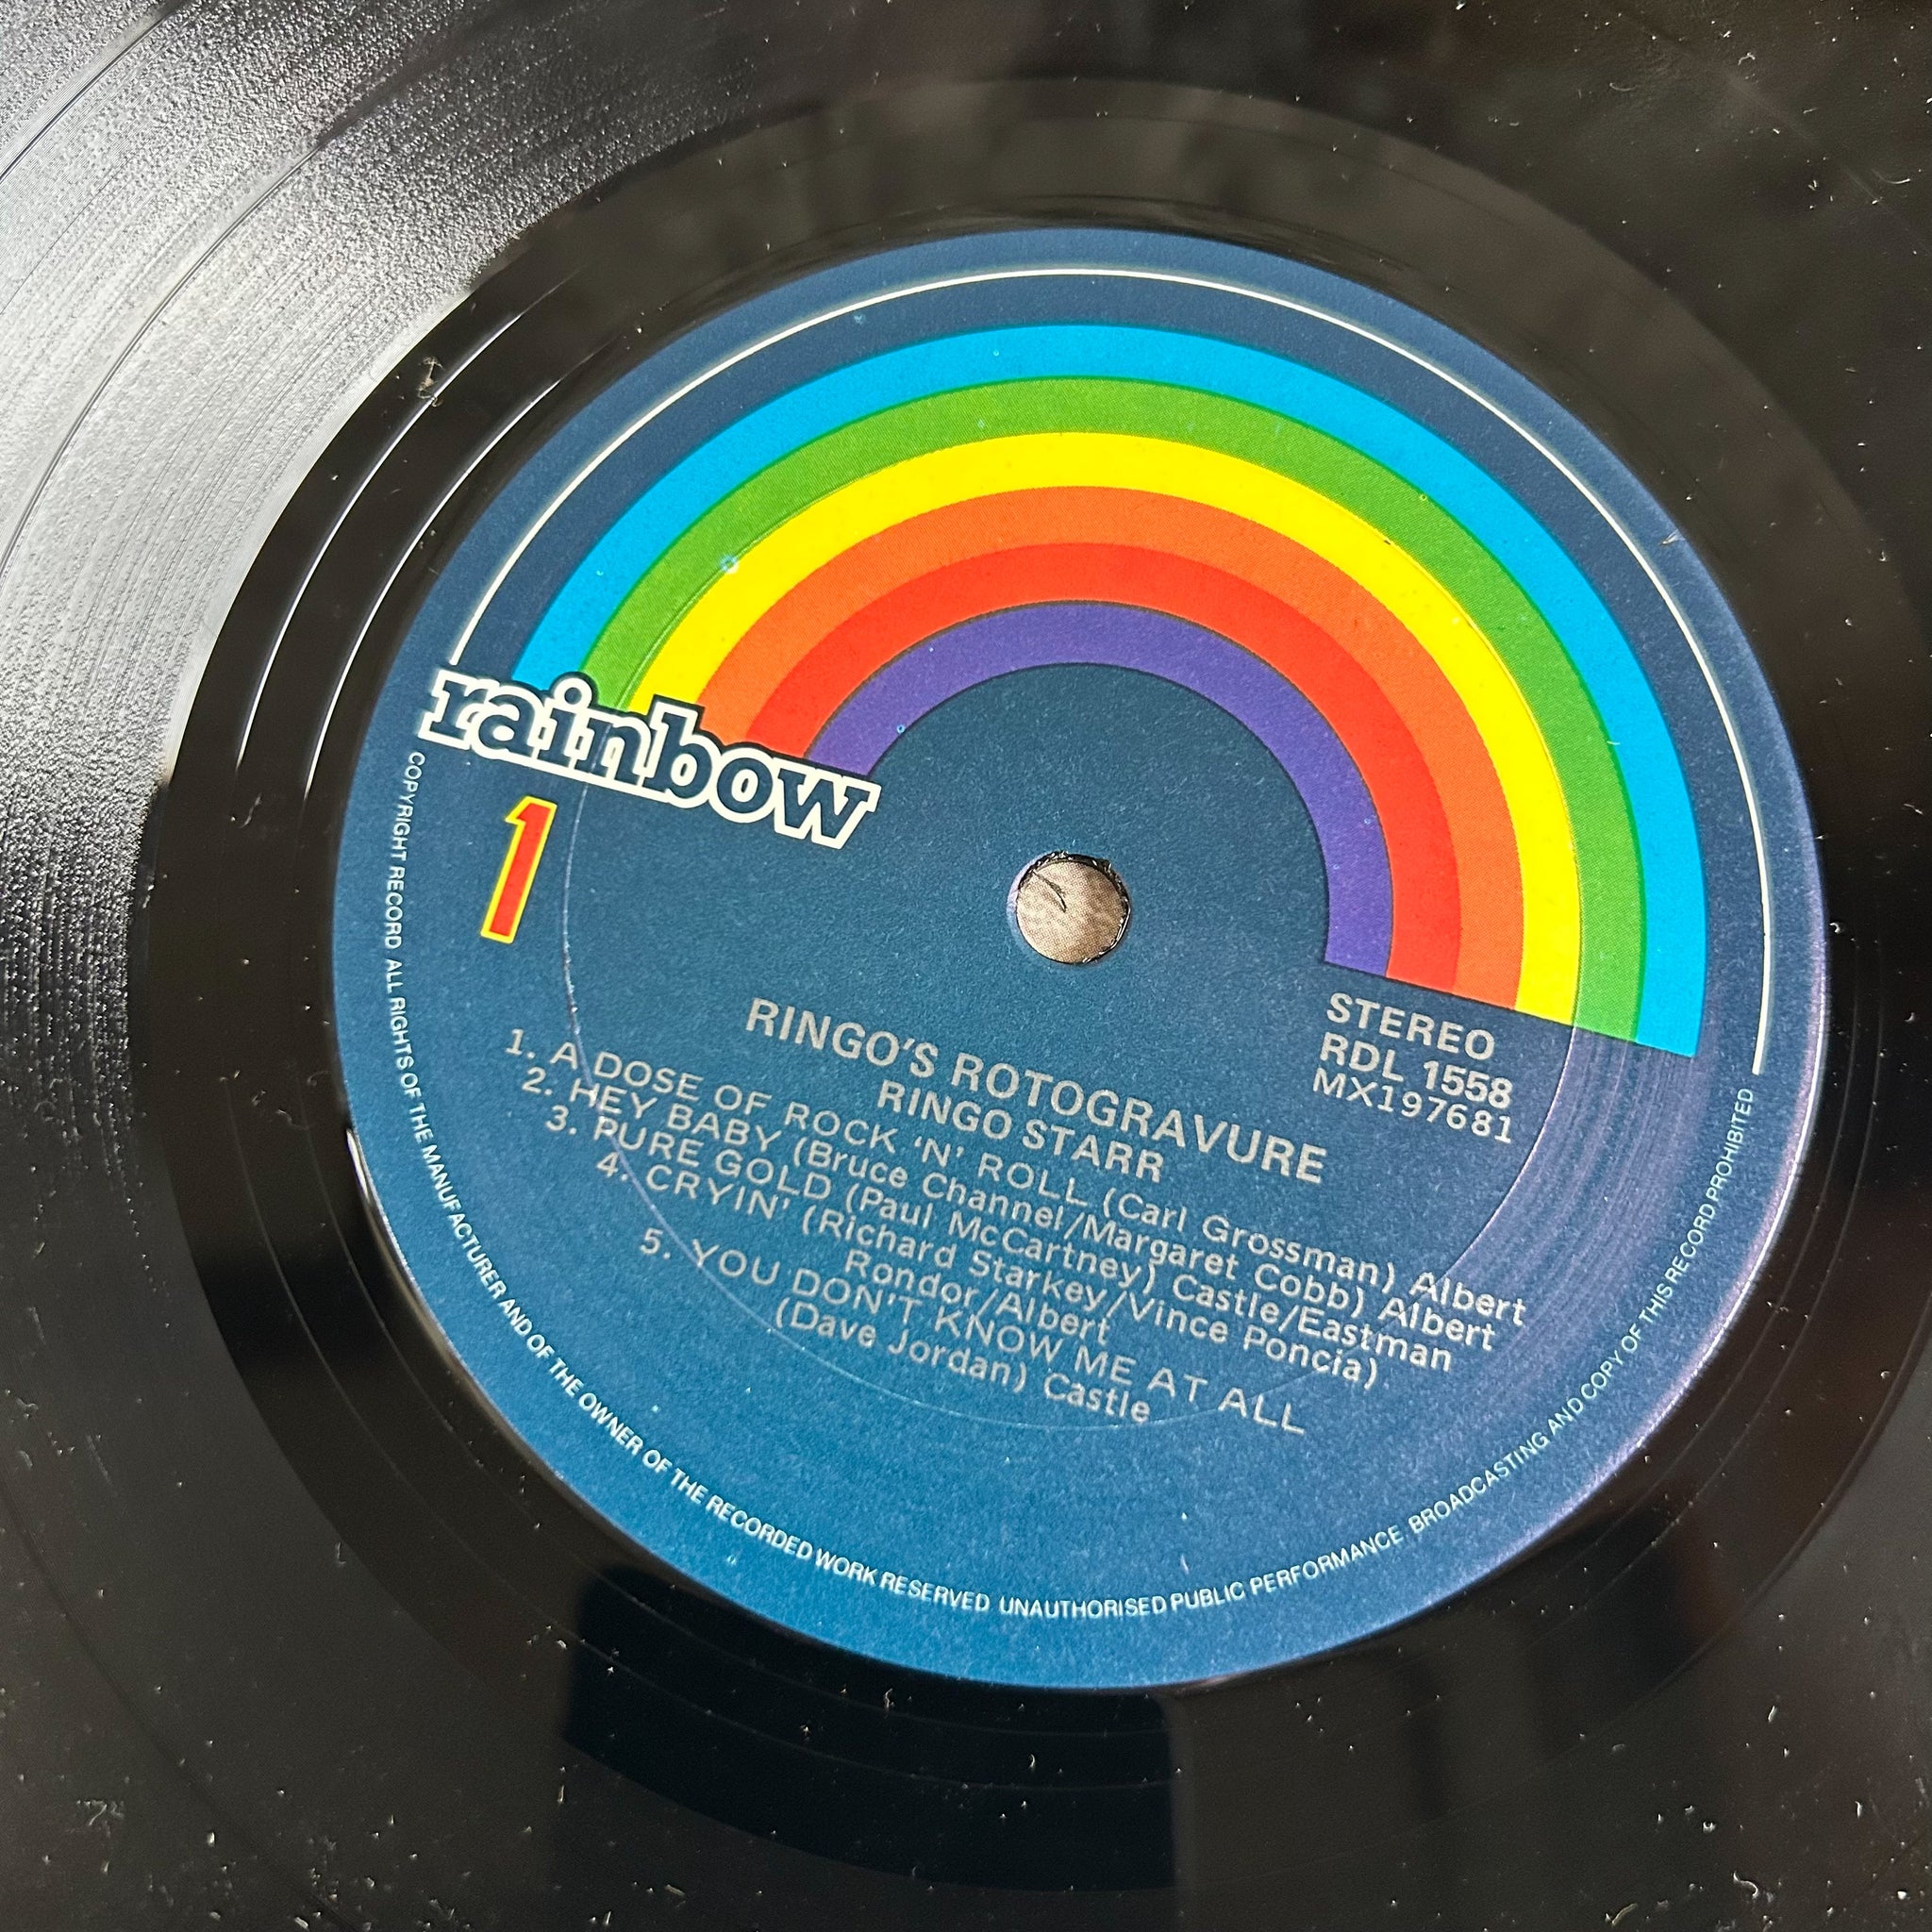 rainbow
1
STEREO
RDL 1558
MX197681
RINGO'S ROTOGRAVURE
RINGO STARR
1. A DOSE OF ROCK 'N' ROLL (Carl Grossman) Albert
2. HEY BABY (Bruce Channel/Margaret Cobb) Albert
3. PURE GOLD (Paul McCartney) Castle/Eastman
4. CRYIN' (Richard Starkey/Vince Poncia)
Rondor/Albert
5. YOU DON'T KNOW ME AT ALL
(Dave Jordan) Castle
COPYRIGHT RECORD ALL RIGHTS OF THE MANUFACTURER AND OF THE OWNER OF THE RECORDED WORK RESERVED UNAUTHORISED PUBLIC PERFORMANCE BROADCASTING AND COPY OF THIS RECORD PROHIBITED